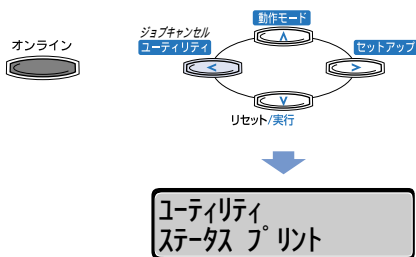 動作モード
ジョブキャンセル
オンライン
ユーティリティ
セットアップ
リセット/実行
ユーティリティ
ステータス プリント